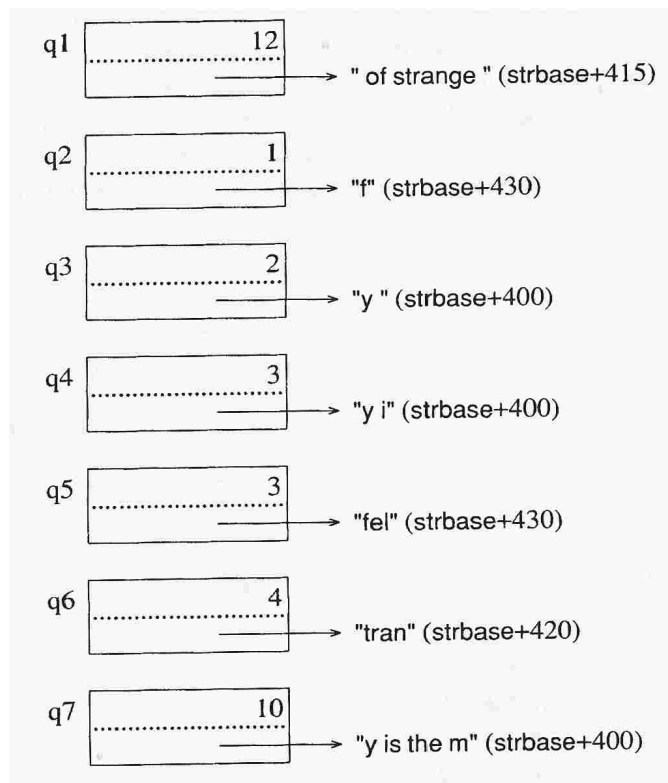 q1 12
" of strange " (strbase+415)
q2 1
"f" (strbase+430)
q3 2
"y " (strbase+400)
q4 3
"y i" (strbase+400)
q5 3
"fel" (strbase+430)
q6 4
"tran" (strbase+420)
q7 10
"y is the m" (strbase+400)